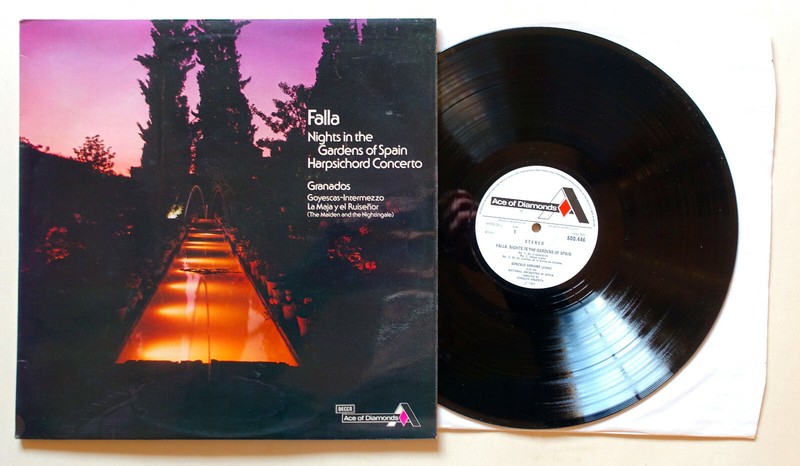 Falla
Nights in the
Gardens of Spain
Harpsichord Concerto
Granados
Goyescas-Intermezzo
La Maja y el Ruiseñor
(The Maiden and the Nightingale)
DECCA
Ace of Diamonds
Ace of Diamonds
STEREO
SDD.446
FALLA: NIGHTS IN THE GARDENS OF SPAIN